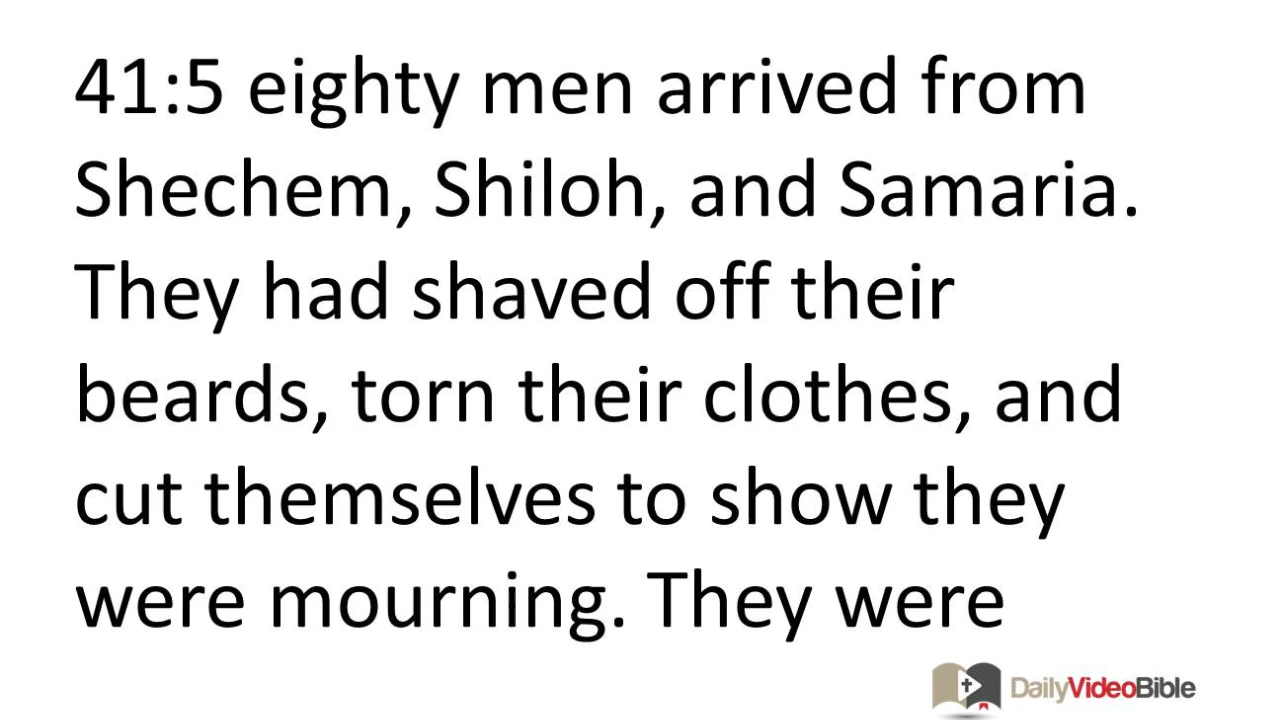 41:5 eighty men arrived from
Shechem, Shiloh, and Samaria.
They had shaved off their
beards, torn their clothes, and
cut themselves to show they
were mourning. They were
DailyVideoBible